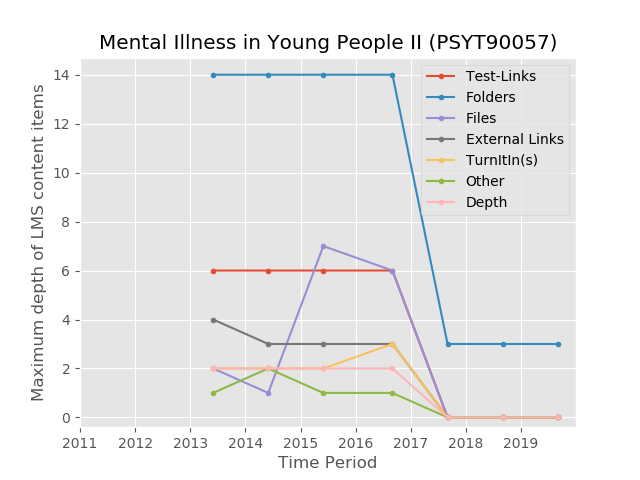 Mental Illness in Young People II (PSYT90057)
Maximum depth of LMS content items
14
12
10
8
6
4
2
0
Test-Links
Folders
Files
External Links
TurnItIn(s)
Other
Depth
2011 2012 2013 2014 2015 2016 2017 2018 2019
Time Period